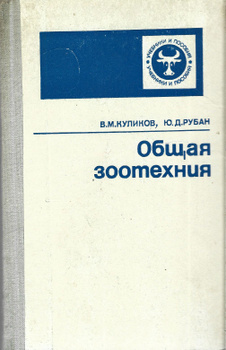 УЧЕБНИКИ И ПОСОБИЯ
УЧЕБНИКИ И ПОСОБИЯ
В.М.КУЛИКОВ, Ю.Д.РУБАН
Общая
зоотехния